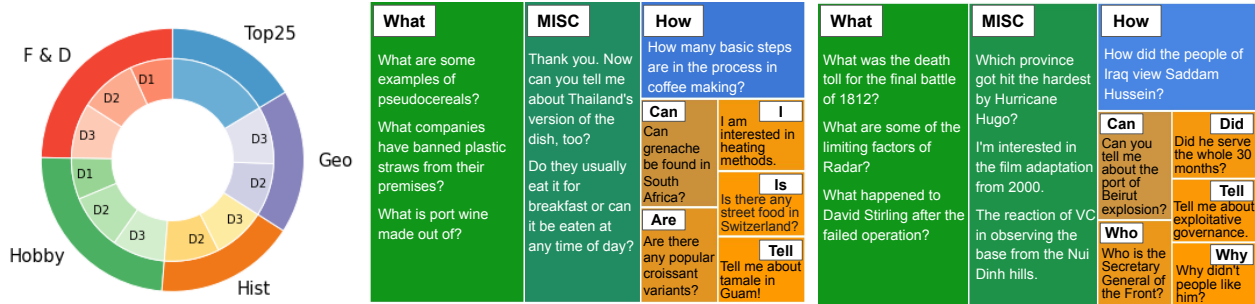 F & D
Top25
Geo
Hist
Hobby
D1
D2
D3
D1
D2
D3
D2
D3
D2
D3
What
What are some
examples of
pseudocereals?
What companies
have banned plastic
straws from their
premises?
What is port wine
made out of?
MISC
Thank you. Now
can you tell me
about Thailand's
version of the
dish, too?
Do they usually
eat it for
breakfast or can
it be eaten at
any time of day?
How
How many basic steps
are in the process in
coffee making?
Can
Can
grenache
be found in
South
Africa?
I
I am
interested in
heating
methods.
Is
Is there any
street food in
Switzerland?
Are
Are there
any popular
croissant
variants?
Tell
Tell me about
tamale in
Guam!
What
What was the death
toll for the final battle
of 1812?
What are some of the
limiting factors of
Radar?
What happened to
David Stirling after the
failed operation?
MISC
Which province
got hit the hardest
by Hurricane
Hugo?
I'm interested in
the film adaptation
from 2000.
The reaction of VC
in observing the
base from the Nui
Dinh hills.
How
How did the people of
Iraq view Saddam
Hussein?
Can
Can you
tell me
about the
port of
Beirut
explosion?
Did
Did he serve
the whole 30
months?
Tell
Tell me about
exploitative
governance.
Who
Who is the
Secretary
General of
the Front?
Why
Why didn't
people like
him?